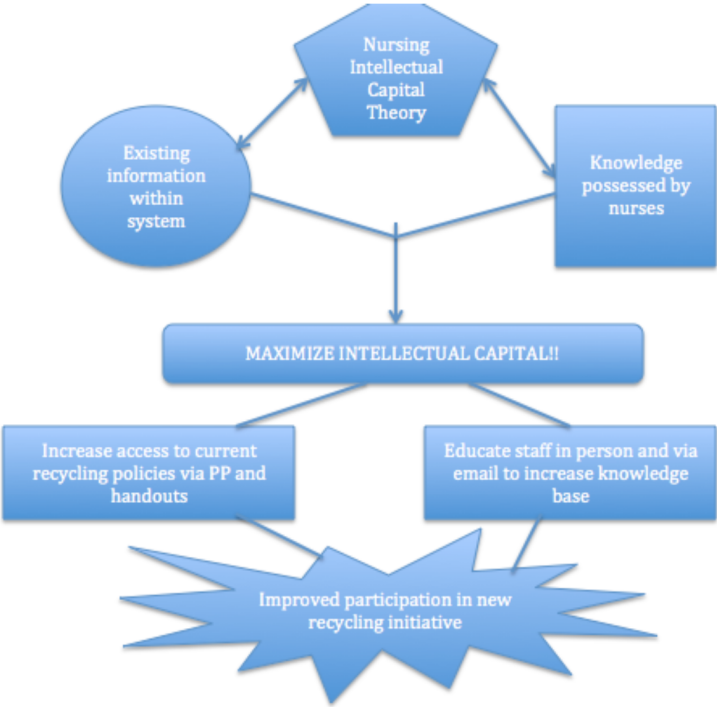 Nursing
Intellectual
Capital
Theory
Existing
information
within
system
Knowledge
possessed by
nurses
MAXIMIZE INTELLECTUAL CAPITAL!!
Increase access to current
recycling policies via PP and
handouts
Educate staff in person and via
email to increase knowledge
base
Improved participation in new
recycling initiative